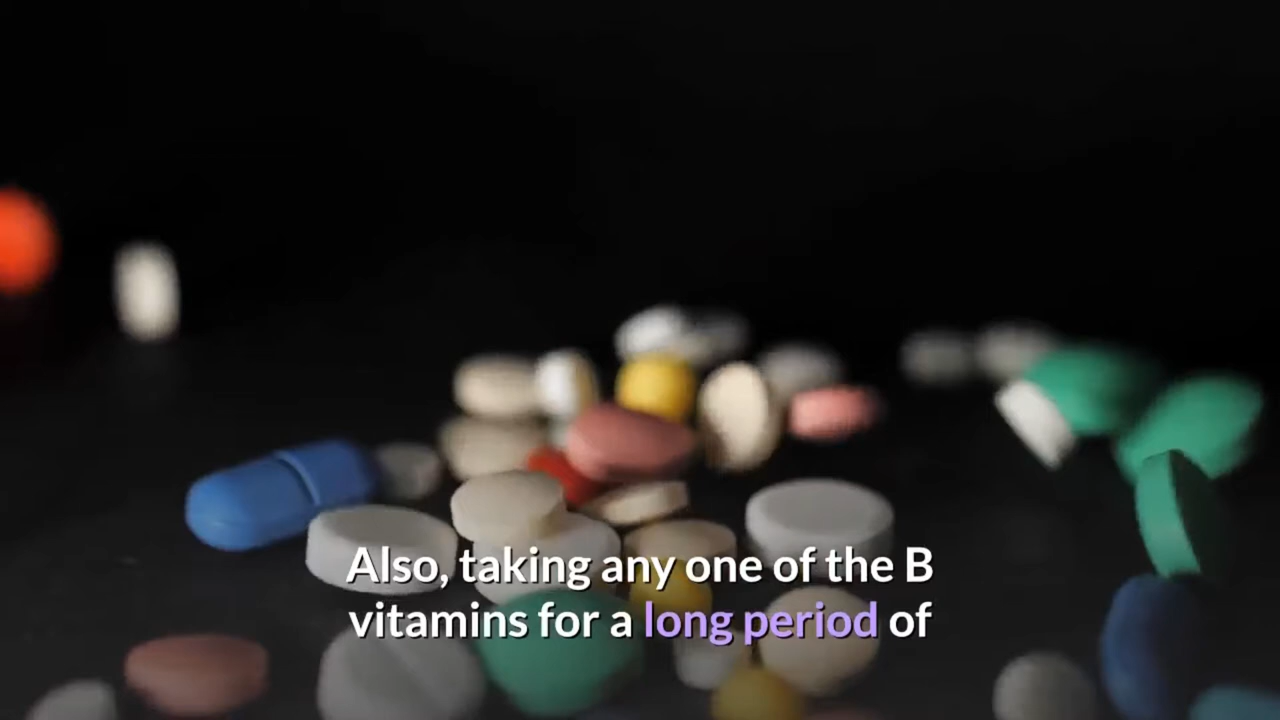 Also, taking any one of the B
vitamins for a long period of